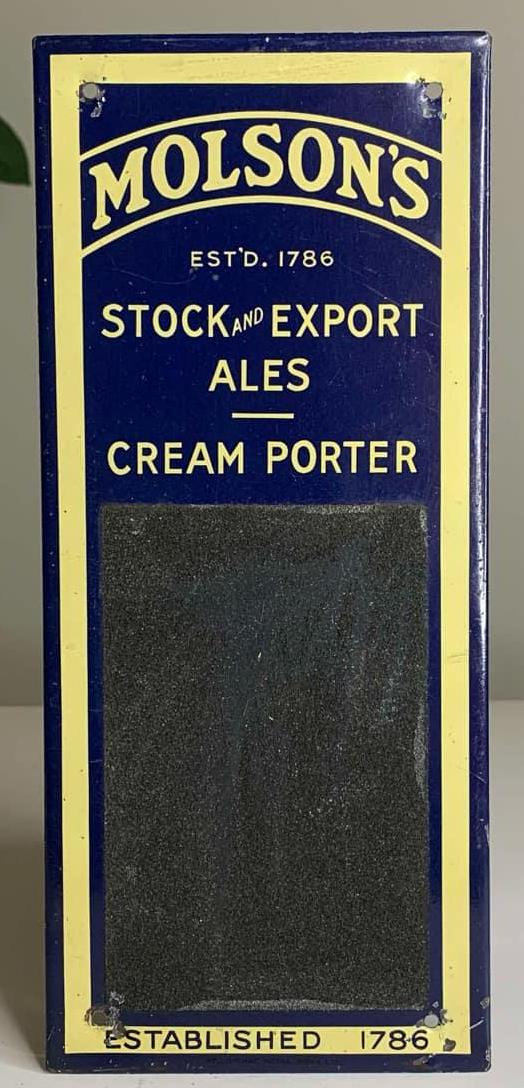 MOLSON'S
EST'D. 1786
STOCK AND EXPORT
ALES
CREAM PORTER
ESTABLISHED 1786